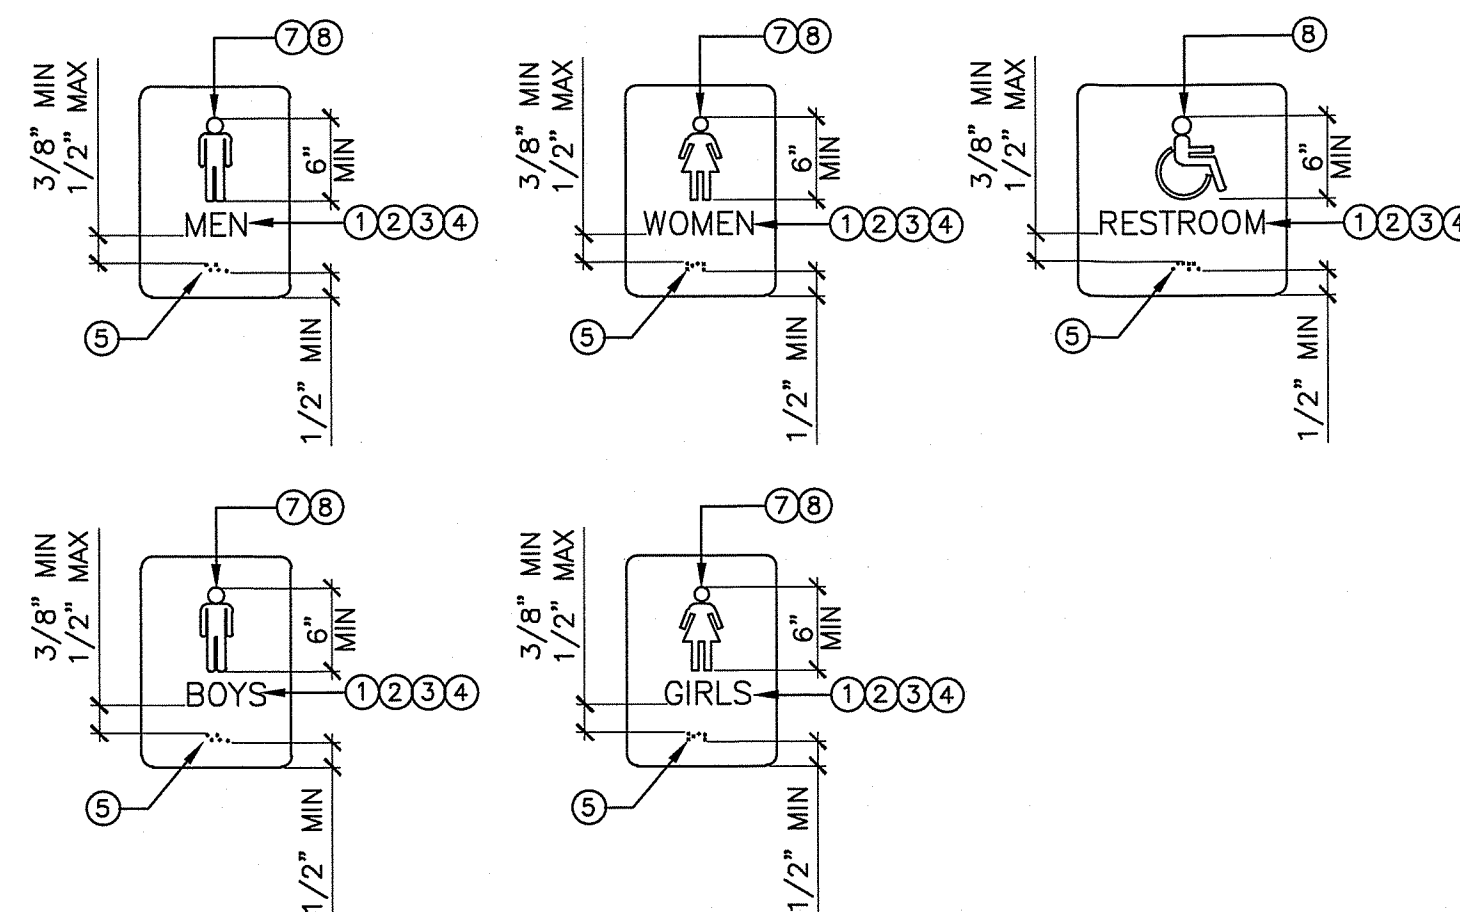 7 8
3/8" MIN
1/2" MAX
6"
MIN
MEN
1 2 3 4
5
1/2" MIN
7 8
3/8" MIN
1/2" MAX
6"
MIN
WOMEN
1 2 3 4
5
1/2" MIN
8
3/8" MIN
1/2" MAX
6"
MIN
RESTROOM
1 2 3 4
5
1/2" MIN
7 8
3/8" MIN
1/2" MAX
6"
MIN
BOYS
1 2 3 4
5
1/2" MIN
7 8
3/8" MIN
1/2" MAX
6"
MIN
GIRLS
1 2 3 4
5
1/2" MIN